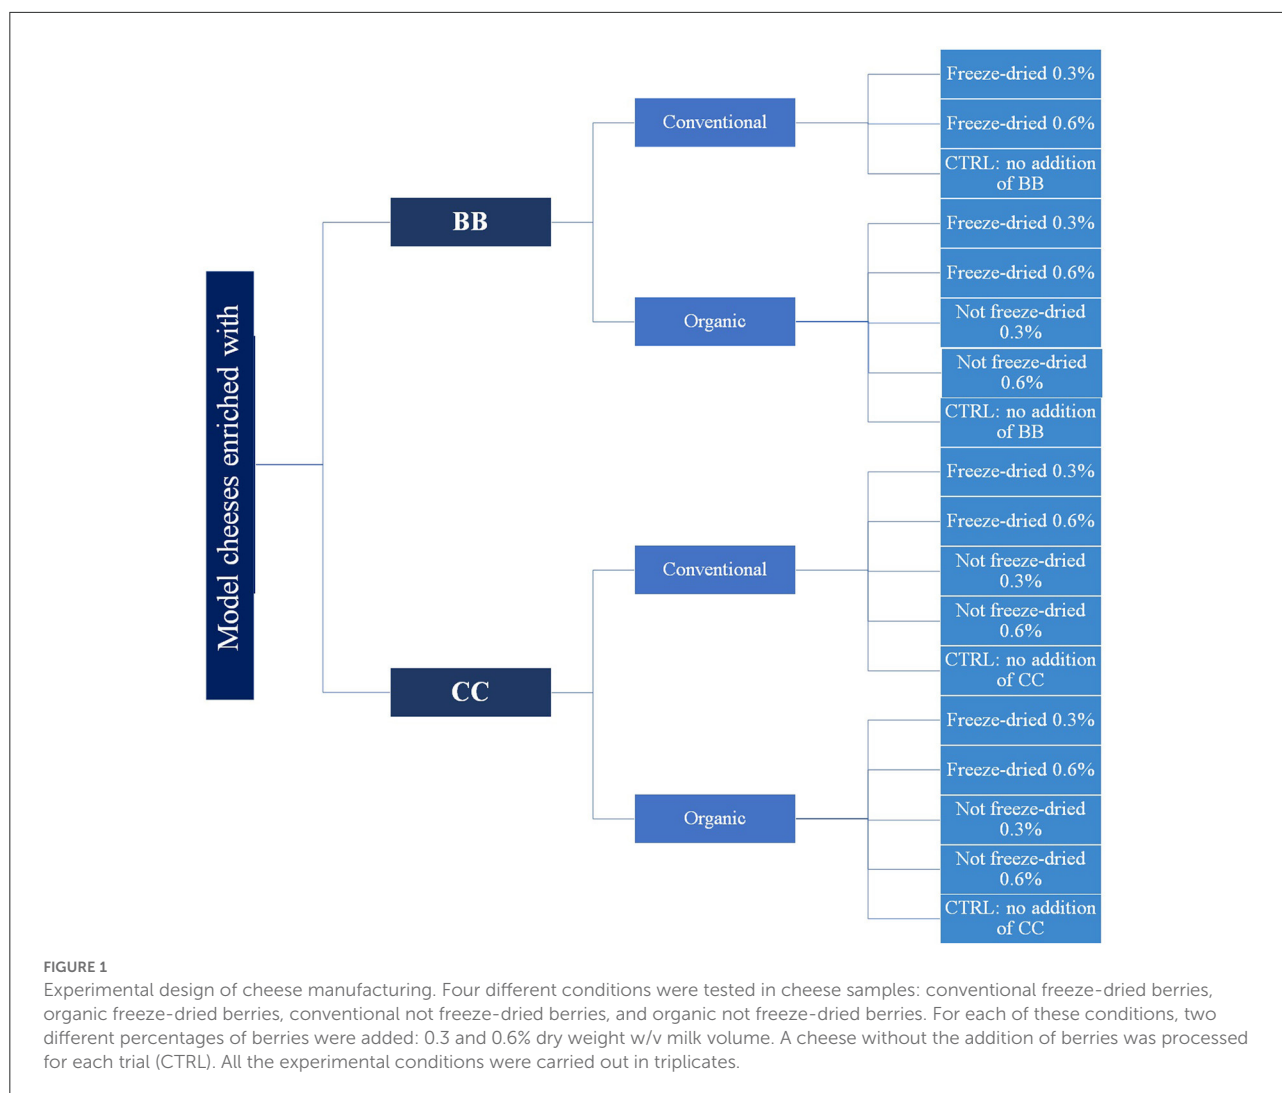 Model cheeses enriched with
BB
Conventional
Freeze-dried 0.3%
Freeze-dried 0.6%
CTRL: no addition
of BB
Organic
Freeze-dried 0.3%
Freeze-dried 0.6%
Not freeze-dried
0.3%
Not freeze-dried
0.6%
CTRL: no addition
of BB
CC
Conventional
Freeze-dried 0.3%
Freeze-dried 0.6%
Not freeze-dried
0.3%
Not freeze-dried
0.6%
CTRL: no addition
of CC
Organic
Freeze-dried 0.3%
Freeze-dried 0.6%
Not freeze-dried
0.3%
Not freeze-dried
0.6%
CTRL: no addition
of CC
FIGURE 1
Experimental design of cheese manufacturing. Four different conditions were tested in cheese samples: conventional freeze-dried berries,
organic freeze-dried berries, conventional not freeze-dried berries, and organic not freeze-dried berries. For each of these conditions, two
different percentages of berries were added: 0.3 and 0.6% dry weight w/v milk volume. A cheese without the addition of berries was processed
for each trial (CTRL). All the experimental conditions were carried out in triplicates.